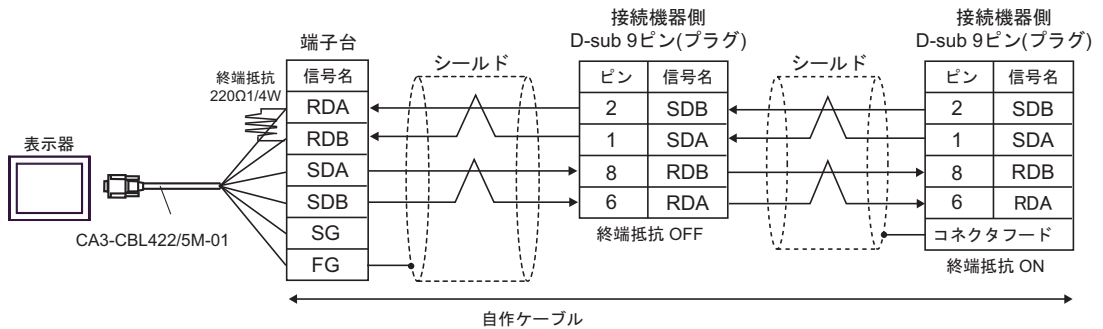 表示器
CA3-CBL422/5M-01
終端抵抗
220Ω1/4W
端子台
信号名
RDA
RDB
SDA
SDB
SG
FG
シールド
接続機器側
D-sub 9ピン(プラグ)
ピン 信号名
2 SDB
1 SDA
8 RDB
6 RDA
終端抵抗 OFF
シールド
接続機器側
D-sub 9ピン(プラグ)
ピン 信号名
2 SDB
1 SDA
8 RDB
6 RDA
コネクタフード
終端抵抗 ON
自作ケーブル